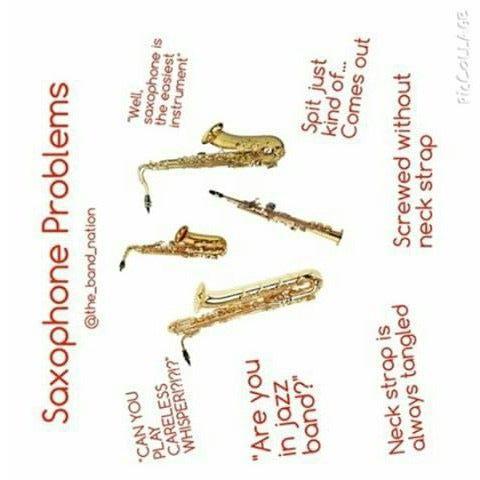 Saxophone Problems
@the_band_nation
"CAN YOU
PLAY
CARELESS
WHISPER!?!?!?"
"Well,
saxophone is
the easiest
instrument"
"Are you
in jazz
band?"
Spit just
kind of...
Comes out
Neck strap is
always tangled
Screwed without
neck strap
PicCOLLAGE